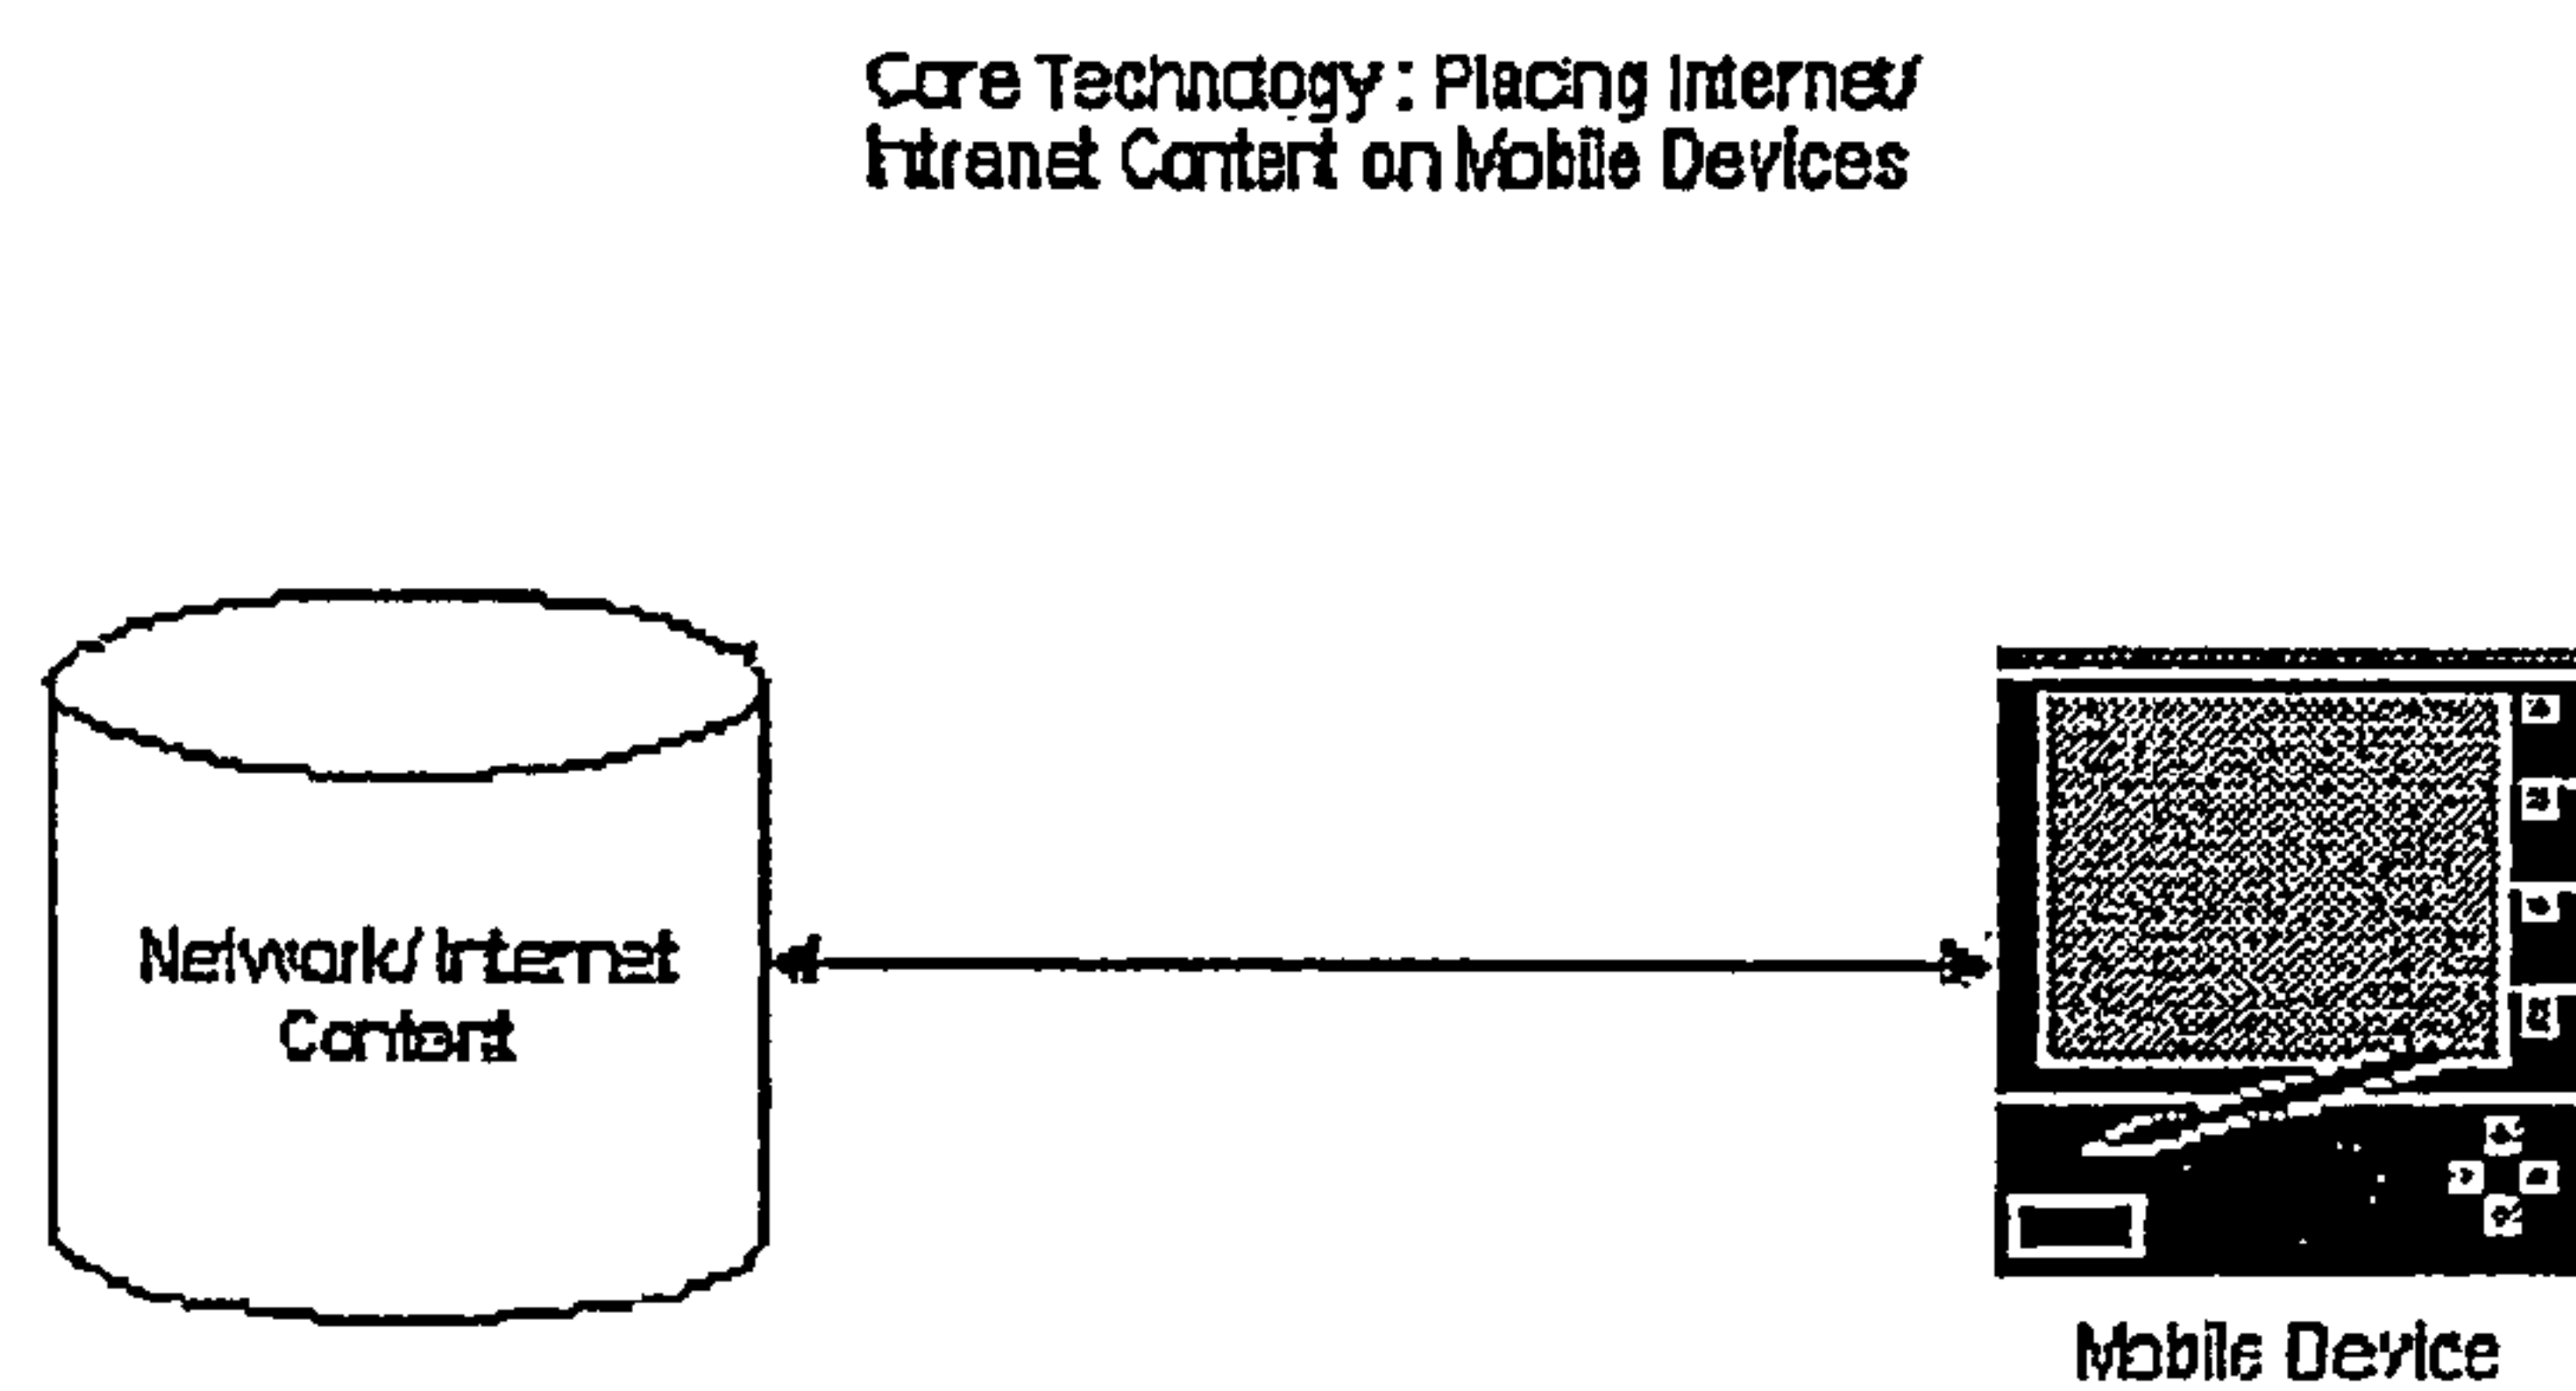 Core Technology : Placing Internet/
Intranet Content on Mobile Devices
Network/ Internet
Content
Mobile Device